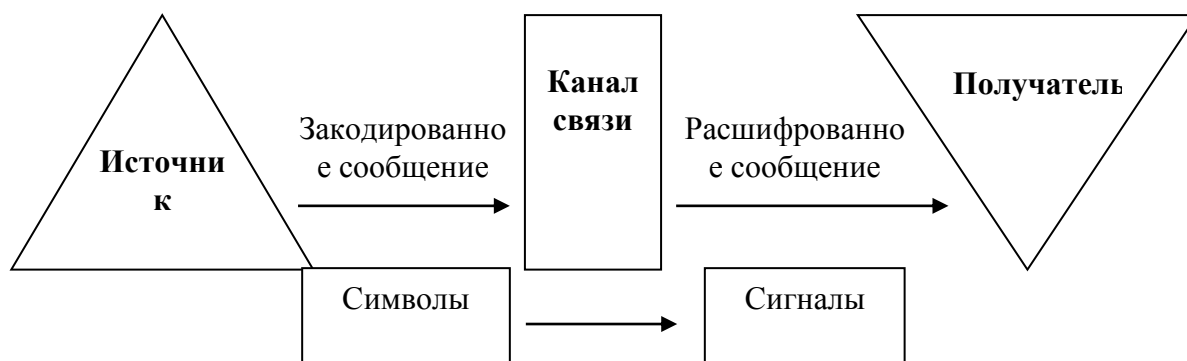 Источни
к
Закодированно
е сообщение
Канал
связи
Расшифрованно
е сообщение
Получатель
Символы
Сигналы